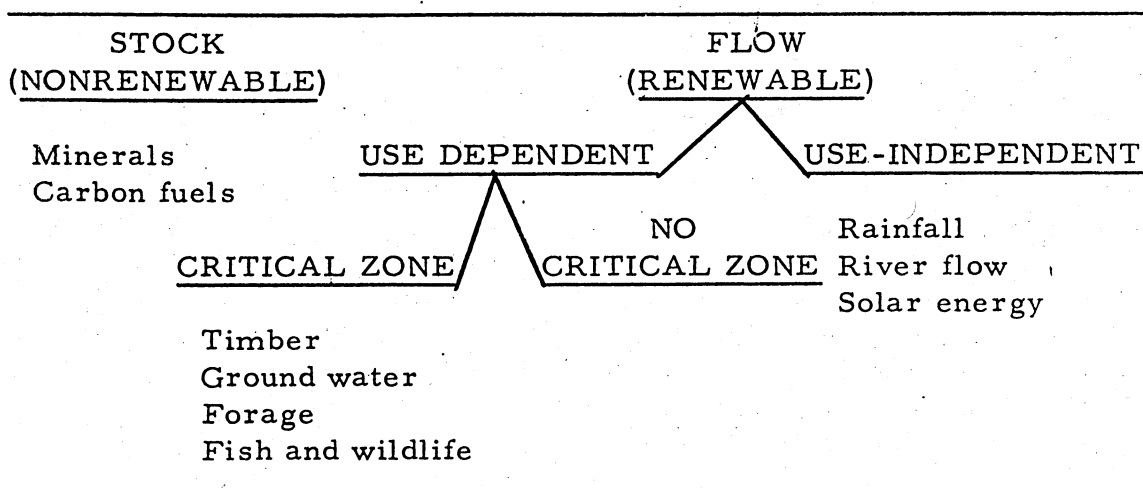 STOCK
(NONRENEWABLE)
Minerals
Carbon fuels
FLOW
(RENEWABLE)
USE DEPENDENT
USE-INDEPENDENT
CRITICAL ZONE
NO
CRITICAL ZONE
Rainfall
River flow
Solar energy
Timber
Ground water
Forage
Fish and wildlife